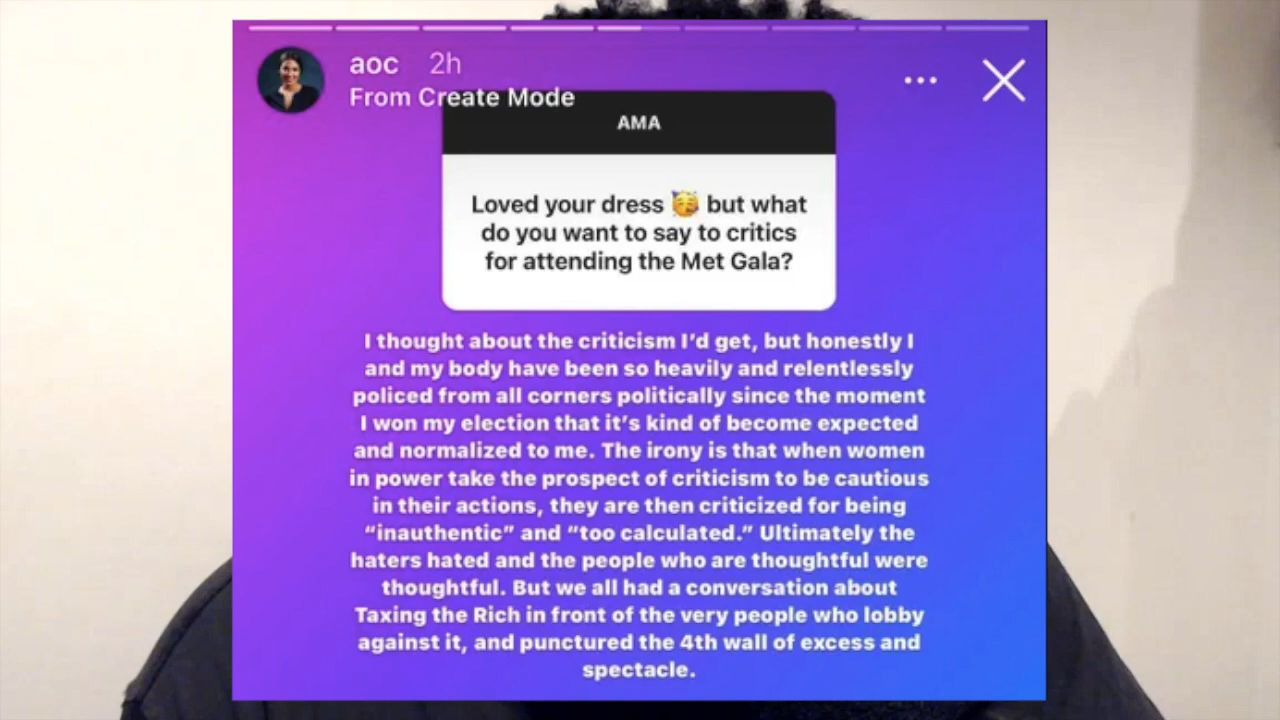 aoc 2h
From Create Mode
AMA
Loved your dress 🥳 but what
do you want to say to critics
for attending the Met Gala?
I thought about the criticism I’d get, but honestly I
and my body have been so heavily and relentlessly
policed from all corners politically since the moment
I won my election that it’s kind of become expected
and normalized to me. The irony is that when women
in power take the prospect of criticism to be cautious
in their actions, they are then criticized for being
“inauthentic” and “too calculated.” Ultimately the
haters hated and the people who are thoughtful were
thoughtful. But we all had a conversation about
Taxing the Rich in front of the very people who lobby
against it, and punctured the 4th wall of excess and
spectacle.